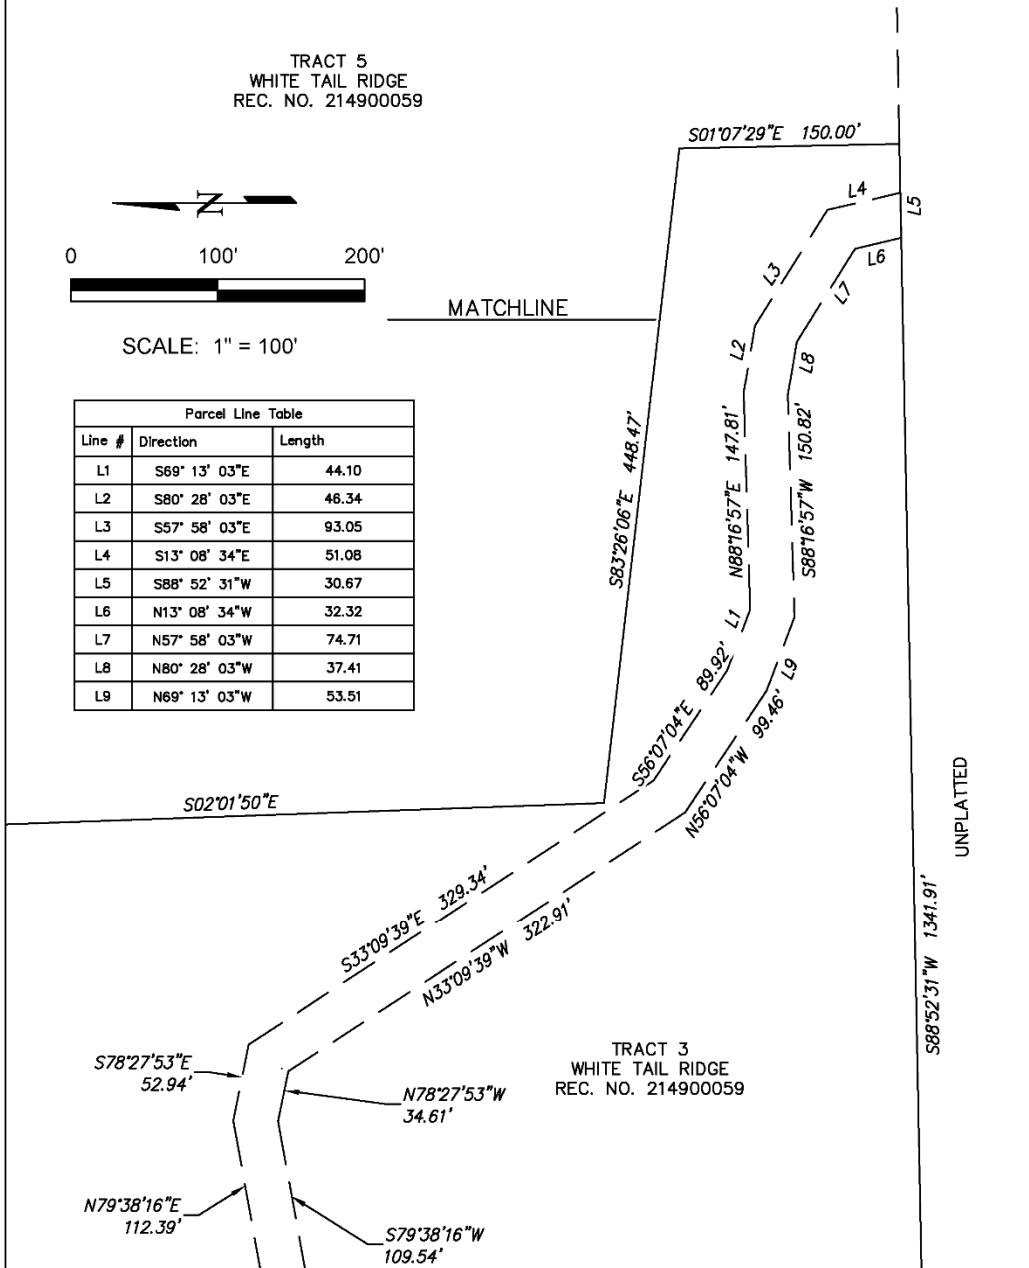 TRACT 5
WHITE TAIL RIDGE
REC. NO. 214900059
S01°07'29"E 150.00'
N
0 100' 200'
SCALE: 1" = 100'
MATCHLINE
L4
L5
L6
L3
L7
L2
L8
Parcel Line Table
Line # Direction Length
L1 S69° 13' 03"E 44.10
L2 S80° 28' 03"E 46.34
L3 S57° 58' 03"E 93.05
L4 S13° 08' 34"E 51.08
L5 S88° 52' 31"W 30.67
L6 N13° 08' 34"W 32.32
L7 N57° 58' 03"W 74.71
L8 N80° 28' 03"W 37.41
L9 N69° 13' 03"W 53.51
S83°26'06"E 448.47'
N88°16'57"E 147.81'
S88°16'57"W 150.82'
L1
L9
S56°07'04"E 89.92'
N56°07'04"W 99.46'
S02°01'50"E
UNPLATTED
S88°52'31"W 1341.91'
S33°09'39"E 329.34'
N33°09'39"W 322.91'
TRACT 3
WHITE TAIL RIDGE
REC. NO. 214900059
S78°27'53"E
52.94'
N78°27'53"W
34.61'
N79°38'16"E
112.39'
S79°38'16"W
109.54'